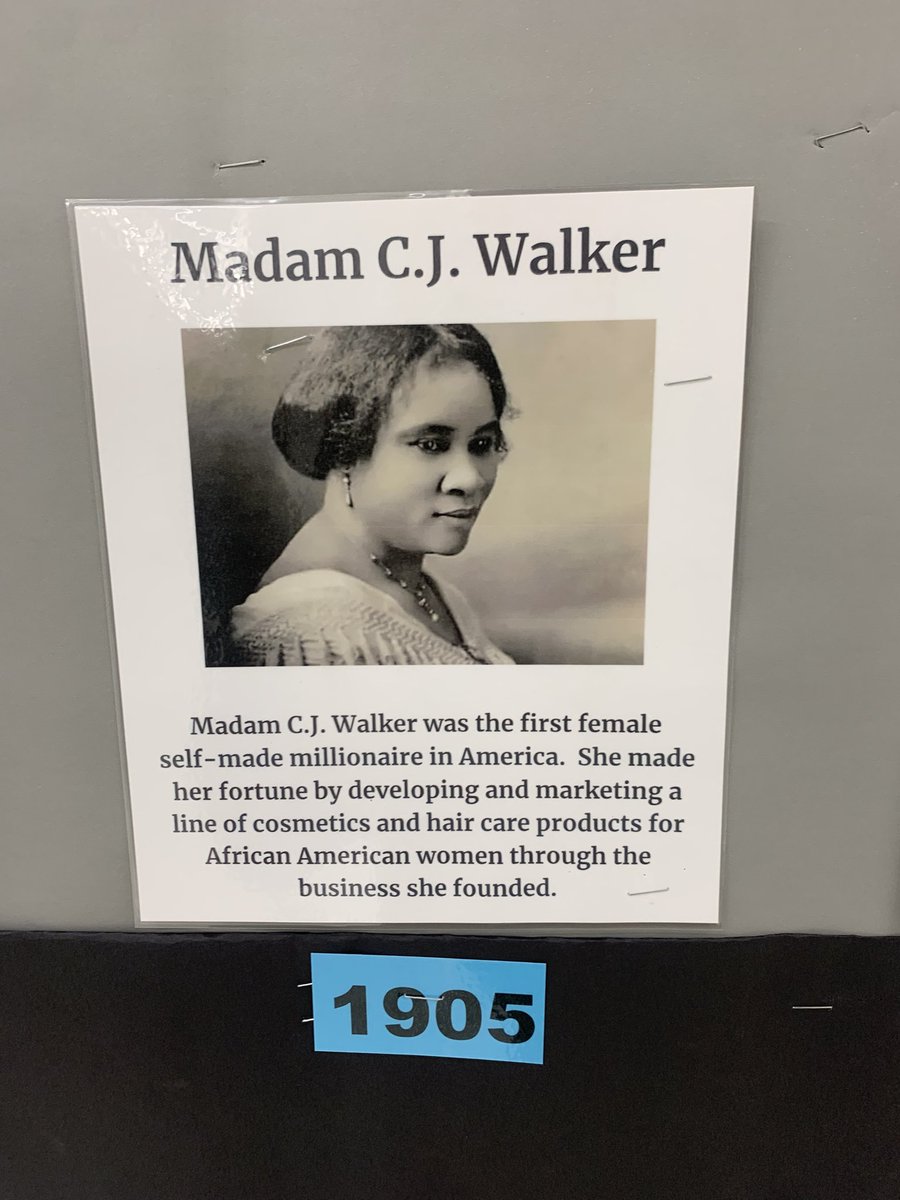 Madam C.J. Walker
Madam C.J. Walker was the first female
self-made millionaire in America. She made
her fortune by developing and marketing a
line of cosmetics and hair care products for
African American women through the
business she founded.
1905